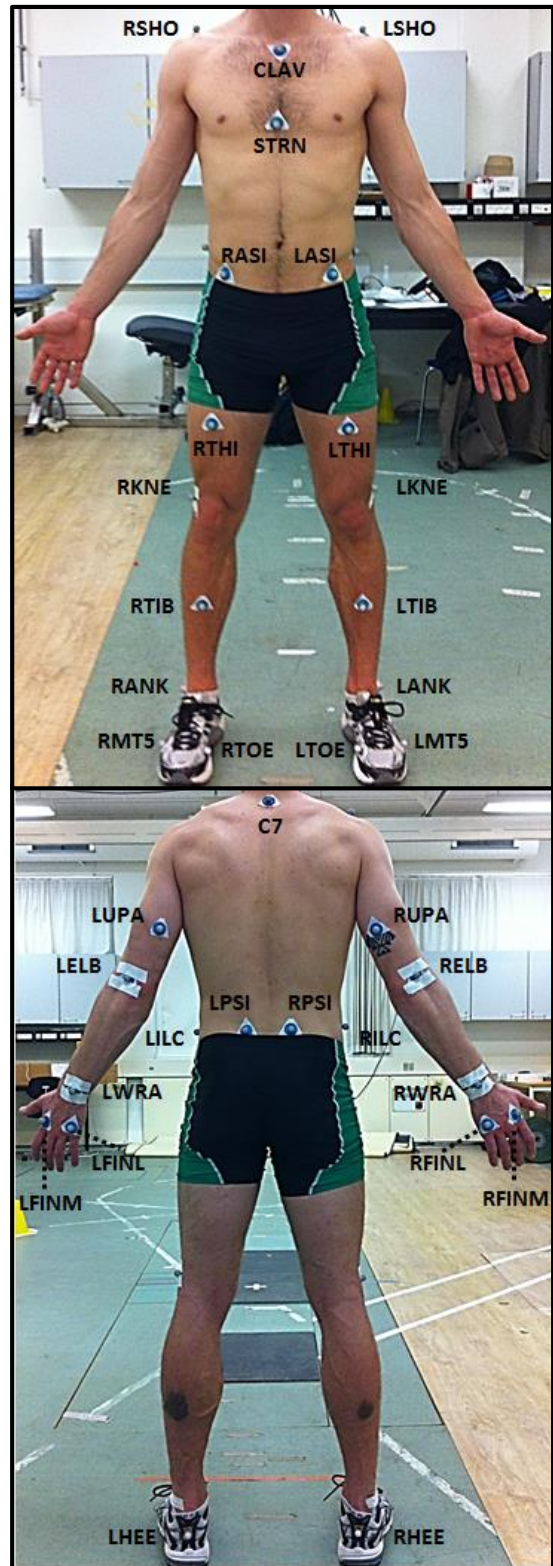 RSHO LSHO
CLAV
STRN
RASI LASI
RTHI LTHI
RKNE LKNE
RTIB LTIB
RANK LANK
RMT5 RTOE LTOE LMT5
C7
LUPA RUPA
LELB RELB
LPSI RPSI
LILC RILC
LWRA RWRA
LFINL RFINL
LFINM RFINM
LHEE RHEE